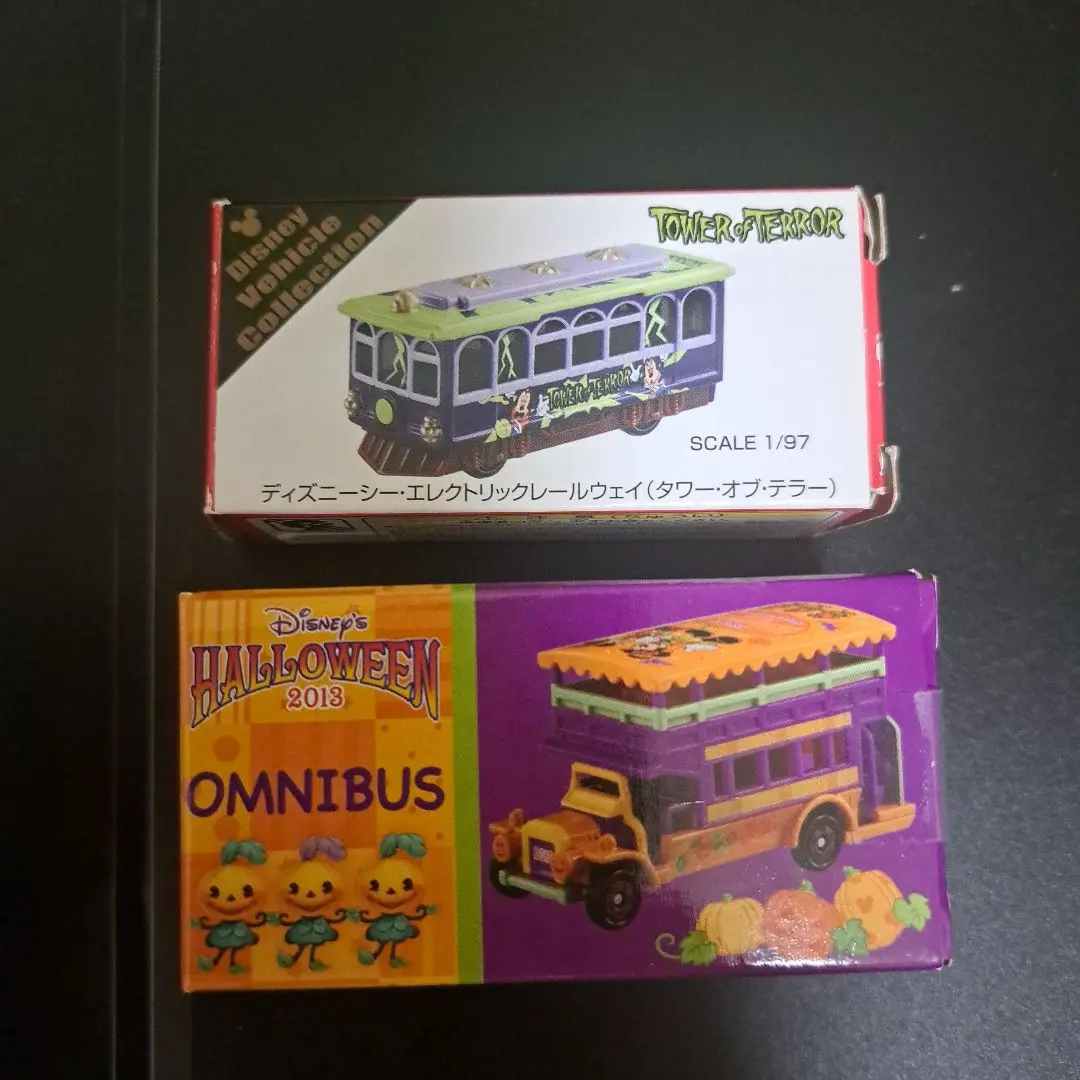 Disney
Vehicle
Collection
TOWER of TERROR
TOWER of TERROR
SCALE 1/97
ディズニーシー・エレクトリックレールウェイ(タワー・オブ・テラー)
Disney's
HALLOWEEN
2013
OMNIBUS